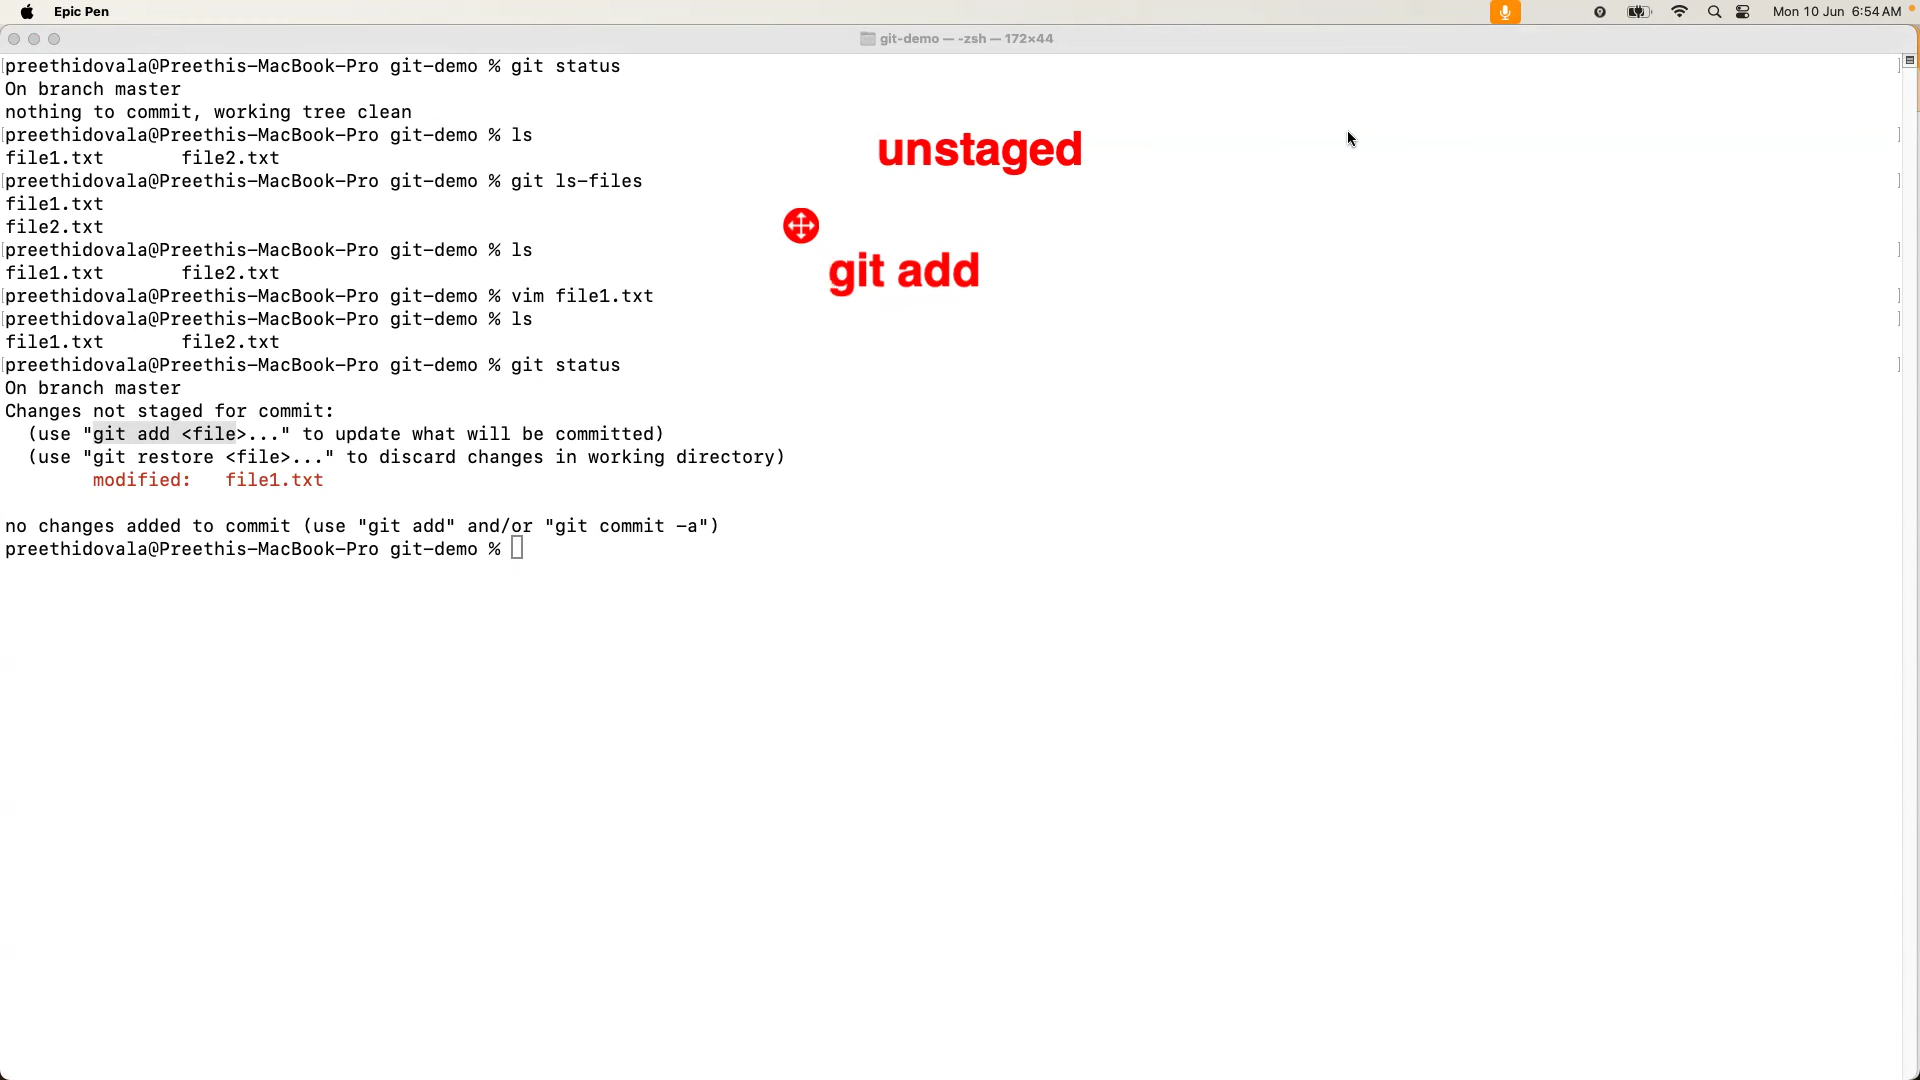 Epic Pen
Mon 10 Jun 6:54 AM
git-demo — -zsh — 172×44
preethidovala@Preethis-MacBook-Pro git-demo % git status
On branch master
nothing to commit, working tree clean
preethidovala@Preethis-MacBook-Pro git-demo % ls
file1.txt file2.txt
preethidovala@Preethis-MacBook-Pro git-demo % git ls-files
file1.txt
file2.txt
preethidovala@Preethis-MacBook-Pro git-demo % ls
file1.txt file2.txt
preethidovala@Preethis-MacBook-Pro git-demo % vim file1.txt
preethidovala@Preethis-MacBook-Pro git-demo % ls
file1.txt file2.txt
preethidovala@Preethis-MacBook-Pro git-demo % git status
On branch master
Changes not staged for commit:
(use "git add <file>..." to update what will be committed)
(use "git restore <file>..." to discard changes in working directory)
modified: file1.txt
no changes added to commit (use "git add" and/or "git commit -a")
preethidovala@Preethis-MacBook-Pro git-demo %
unstaged
git add